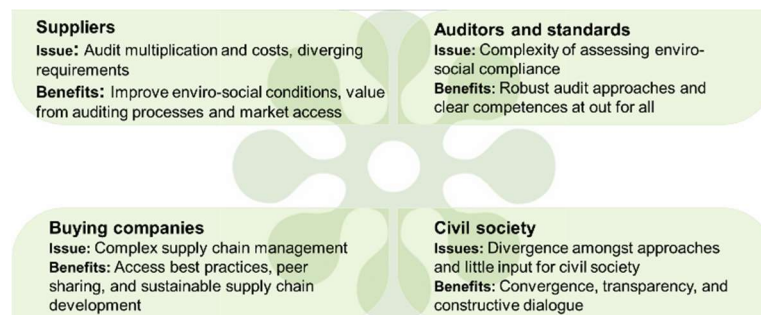 Suppliers
Issue: Audit multiplication and costs, diverging
requirements
Benefits: Improve enviro-social conditions, value
from auditing processes and market access
Auditors and standards
Issue: Complexity of assessing enviro-
social compliance
Benefits: Robust audit approaches and
clear competences at out for all
Buying companies
Issue: Complex supply chain management
Benefits: Access best practices, peer
sharing, and sustainable supply chain
development
Civil society
Issues: Divergence amongst approaches
and little input for civil society
Benefits: Convergence, transparency, and
constructive dialogue